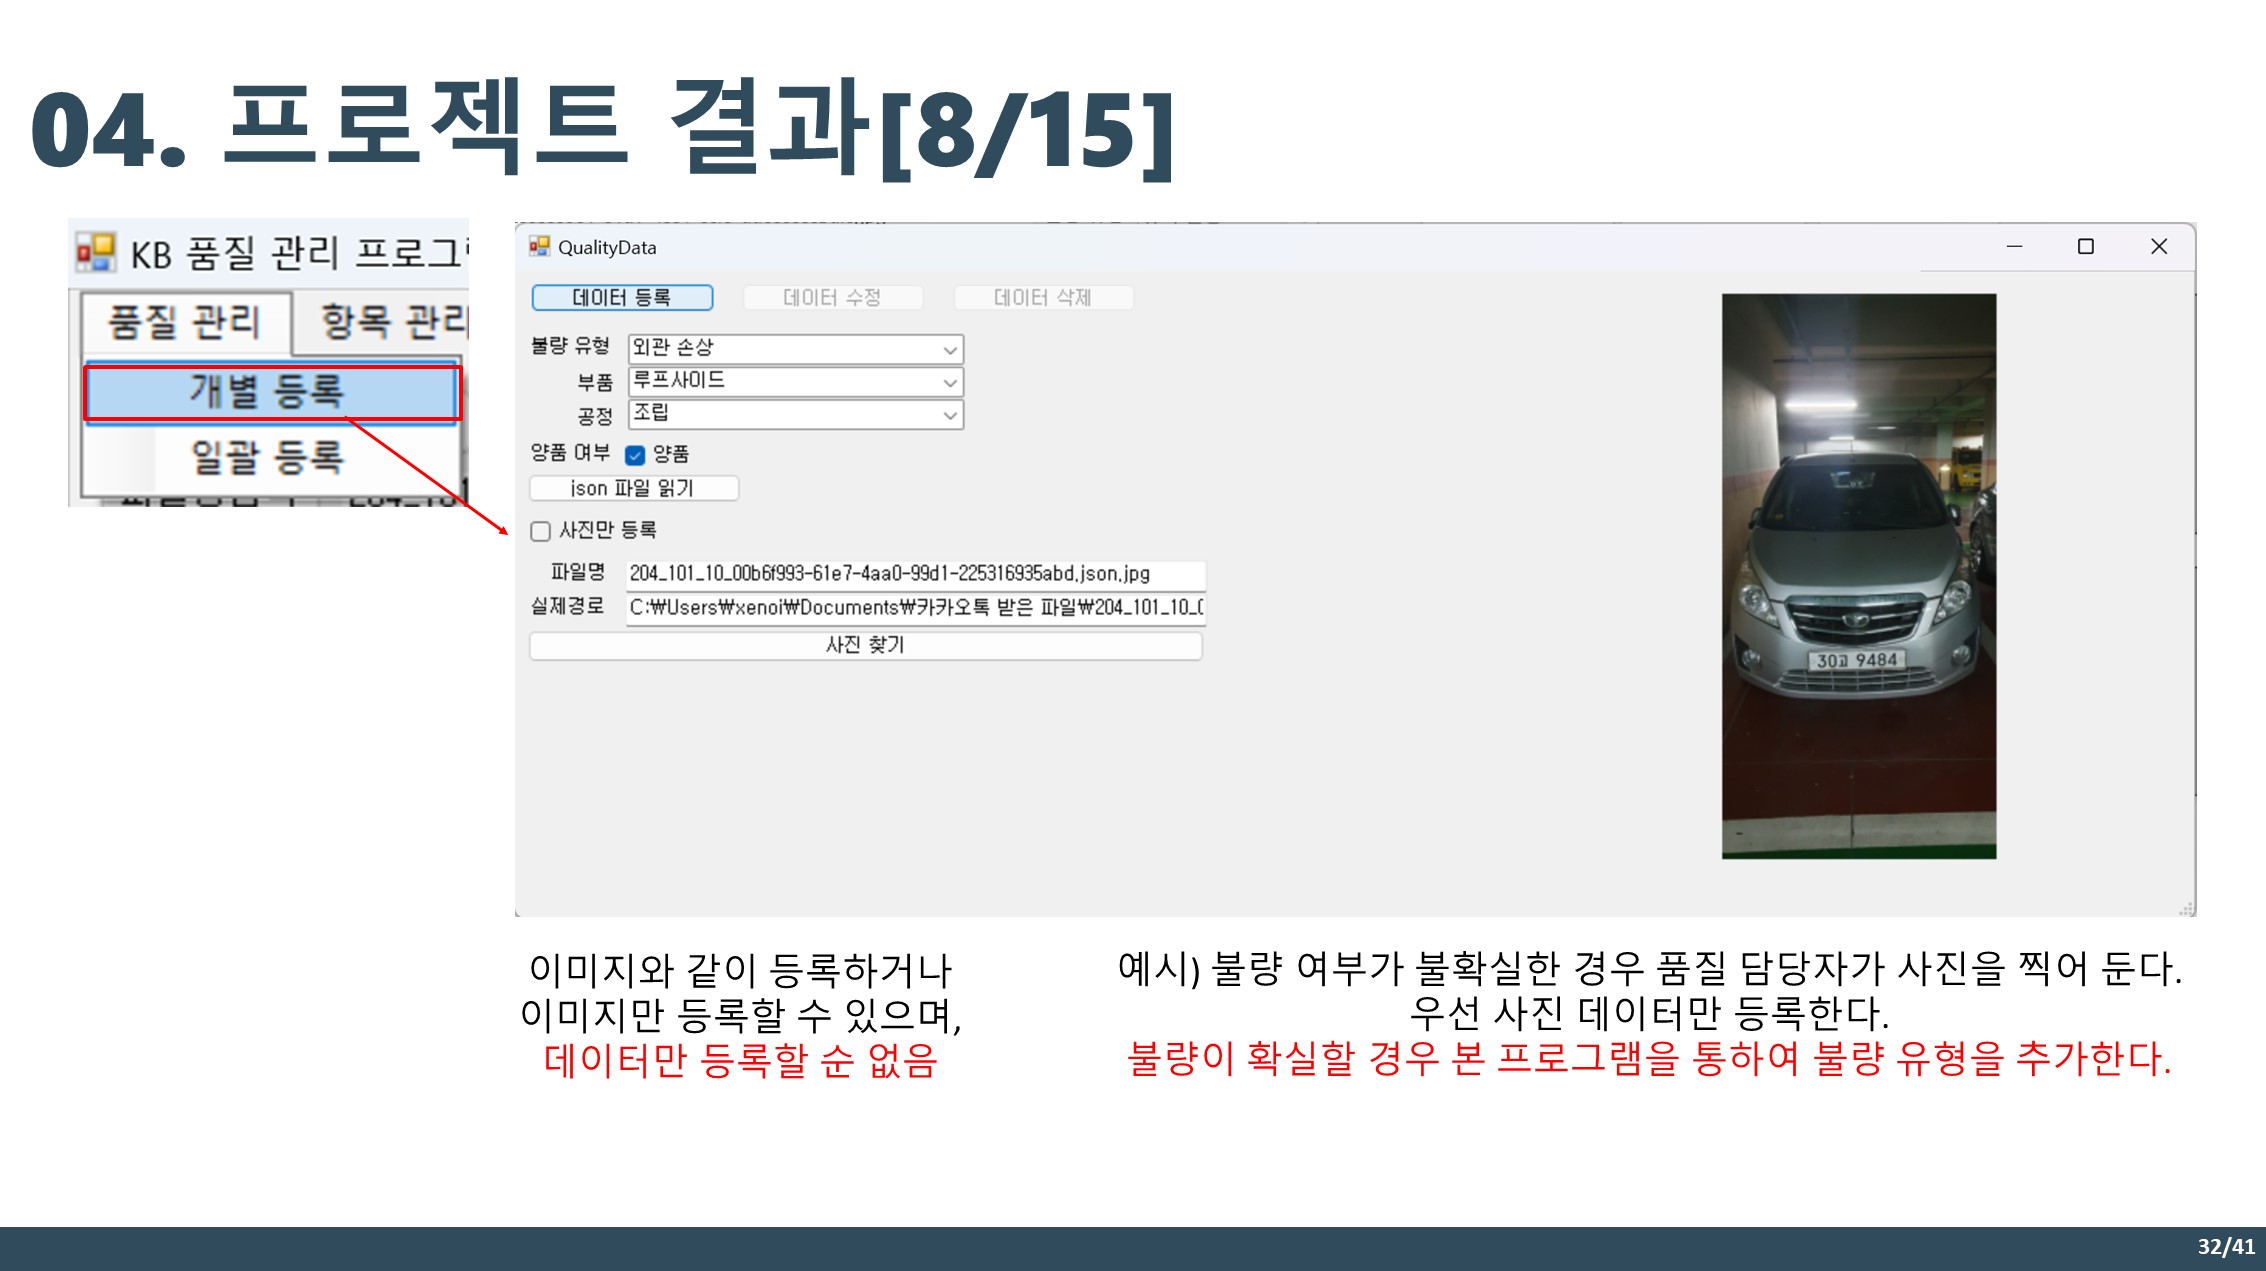 04. 프로젝트 결과[8/15]
KB 품질 관리 프로그
품질 관리
항목 관리
개별 등록
일괄 등록
QualityData
데이터 등록
데이터 수정
데이터 삭제
불량 유형
외관 손상
부품
루프사이드
공정
조립
양품 여부
양품
json 파일 읽기
사진만 등록
파일명
204_101_10_00b6f993-61e7-4aa0-99d1-225316935abd.json.jpg
실제경로
C:₩Users₩xenoi₩Documents₩카카오톡 받은 파일₩204_101_10_0
사진 찾기
30고 9484
이미지와 같이 등록하거나
이미지만 등록할 수 있으며,
데이터만 등록할 순 없음
예시) 불량 여부가 불확실한 경우 품질 담당자가 사진을 찍어 둔다.
우선 사진 데이터만 등록한다.
불량이 확실할 경우 본 프로그램을 통하여 불량 유형을 추가한다.
32/41